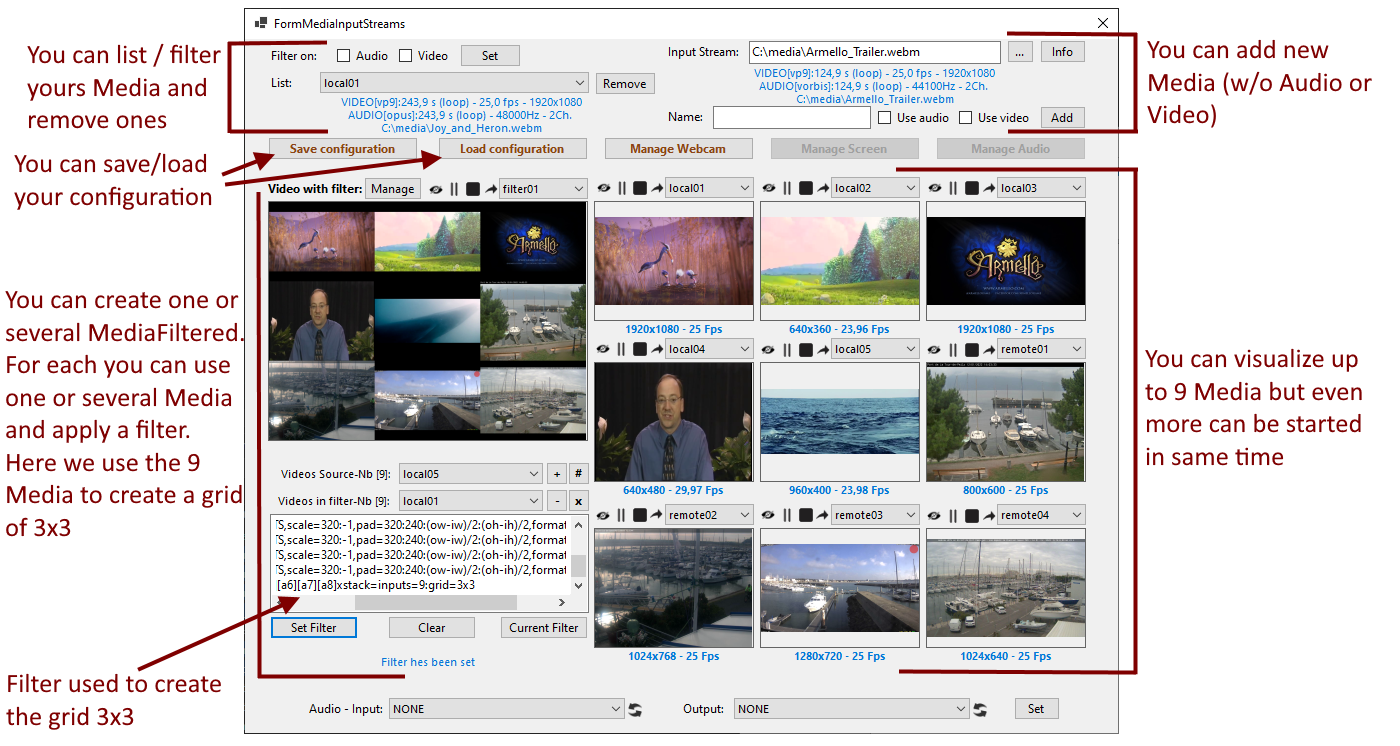 FormMediaInputStreams
You can list / filter
yours Media and
remove ones
Filter on:
Audio
Video
Set
List:
local01
Remove
VIDEO[vp9]:243,9 s (loop) - 25,0 fps - 1920x1080
AUDIO[opus]:243,9 s (loop) - 48000Hz - 2Ch.
C:\media\Joy_and_Heron.webm
Input Stream:
C:\media\Armello_Trailer.webm
...
Info
VIDEO[vp9]:124,9 s (loop) - 25,0 fps - 1920x1080
AUDIO[vorbis]:124,9 s (loop) - 44100Hz - 2Ch.
C:\media\Armello_Trailer.webm
Name:
Use audio
Use video
Add
You can add new
Media (w/o Audio or
Video)
You can save/load
your configuration
Save configuration
Load configuration
Manage Webcam
Manage Screen
Manage Audio
Video with filter:
Manage
filter01
local01
local02
local03
ARMELLO
ARMELLO
1920x1080 - 25 Fps
640x360 - 23,96 Fps
1920x1080 - 25 Fps
local04
local05
remote01
640x480 - 29,97 Fps
960x400 - 23,98 Fps
800x600 - 25 Fps
remote02
remote03
remote04
1024x768 - 25 Fps
1280x720 - 25 Fps
1024x640 - 25 Fps
You can create one or
several MediaFiltered.
For each you can use
one or several Media
and apply a filter.
Here we use the 9
Media to create a grid
of 3x3
Videos Source-Nb [9]:
local05
+
#
Videos in filter-Nb [9]:
local01
-
x
S,scale=320:-1,pad=320:240:(ow-iw)/2:(oh-ih)/2,format
S,scale=320:-1,pad=320:240:(ow-iw)/2:(oh-ih)/2,format
S,scale=320:-1,pad=320:240:(ow-iw)/2:(oh-ih)/2,format
S,scale=320:-1,pad=320:240:(ow-iw)/2:(oh-ih)/2,format
[a6][a7][a8]xstack=inputs=9:grid=3x3
Set Filter
Clear
Current Filter
Filter hes been set
You can visualize up
to 9 Media but even
more can be started
in same time
Filter used to create
the grid 3x3
Audio - Input:
NONE
Output:
NONE
Set